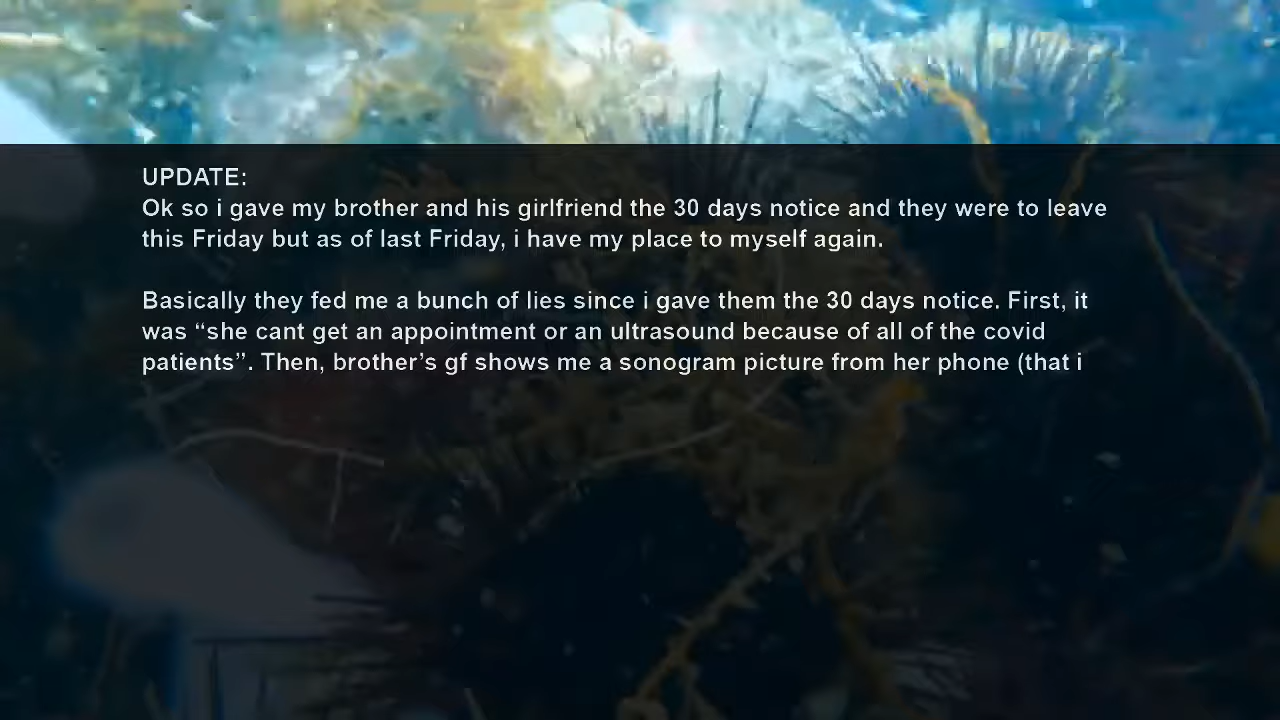 UPDATE:
Ok so i gave my brother and his girlfriend the 30 days notice and they were to leave
this Friday but as of last Friday, i have my place to myself again.
Basically they fed me a bunch of lies since i gave them the 30 days notice. First, it
was “she cant get an appointment or an ultrasound because of all of the covid
patients”. Then, brother’s gf shows me a sonogram picture from her phone (that i